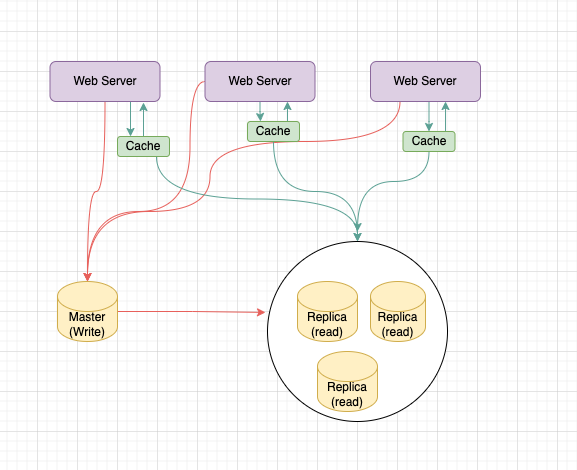 Web Server
Web Server
Web Server
Cache
Cache
Cache
Master
(Write)
Replica
(read)
Replica
(read)
Replica
(read)